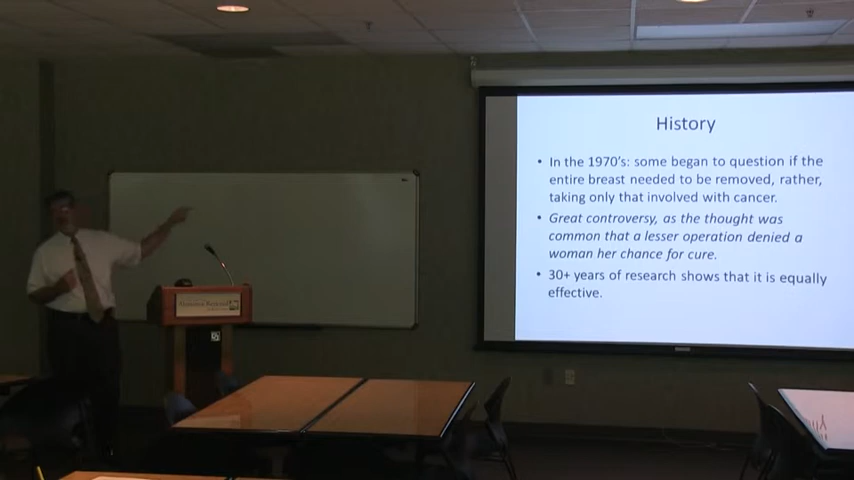 History
• In the 1970's: some began to question if the
entire breast needed to be removed, rather,
taking only that involved with cancer.
• Great controversy, as the thought was
common that a lesser operation denied a
woman her chance for cure.
• 30+ years of research shows that it is equally
effective.